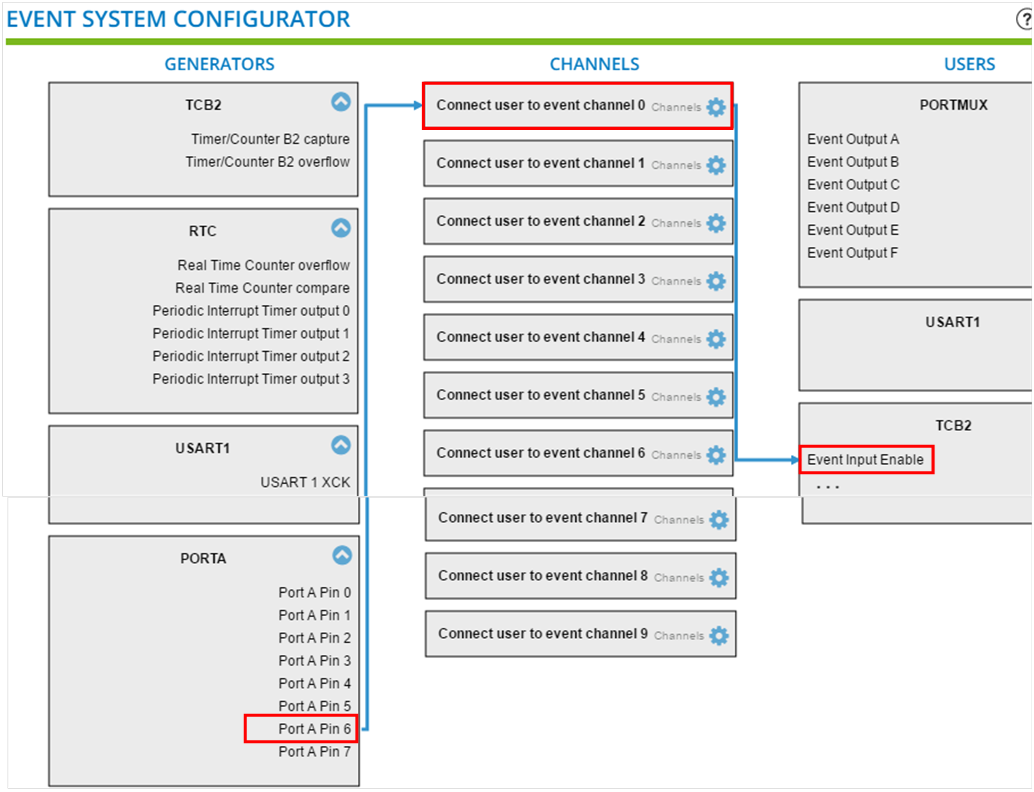 EVENT SYSTEM CONFIGURATOR
?
GENERATORS
CHANNELS
USERS
TCB2
Timer/Counter B2 capture
Timer/Counter B2 overflow
RTC
Real Time Counter overflow
Real Time Counter compare
Periodic Interrupt Timer output 0
Periodic Interrupt Timer output 1
Periodic Interrupt Timer output 2
Periodic Interrupt Timer output 3
USART1
USART 1 XCK
PORTA
Port A Pin 0
Port A Pin 1
Port A Pin 2
Port A Pin 3
Port A Pin 4
Port A Pin 5
Port A Pin 6
Port A Pin 7
Connect user to event channel 0 Channels
Connect user to event channel 1 Channels
Connect user to event channel 2 Channels
Connect user to event channel 3 Channels
Connect user to event channel 4 Channels
Connect user to event channel 5 Channels
Connect user to event channel 6 Channels
Connect user to event channel 7 Channels
Connect user to event channel 8 Channels
Connect user to event channel 9 Channels
PORTMUX
Event Output A
Event Output B
Event Output C
Event Output D
Event Output E
Event Output F
USART1
TCB2
Event Input Enable
...